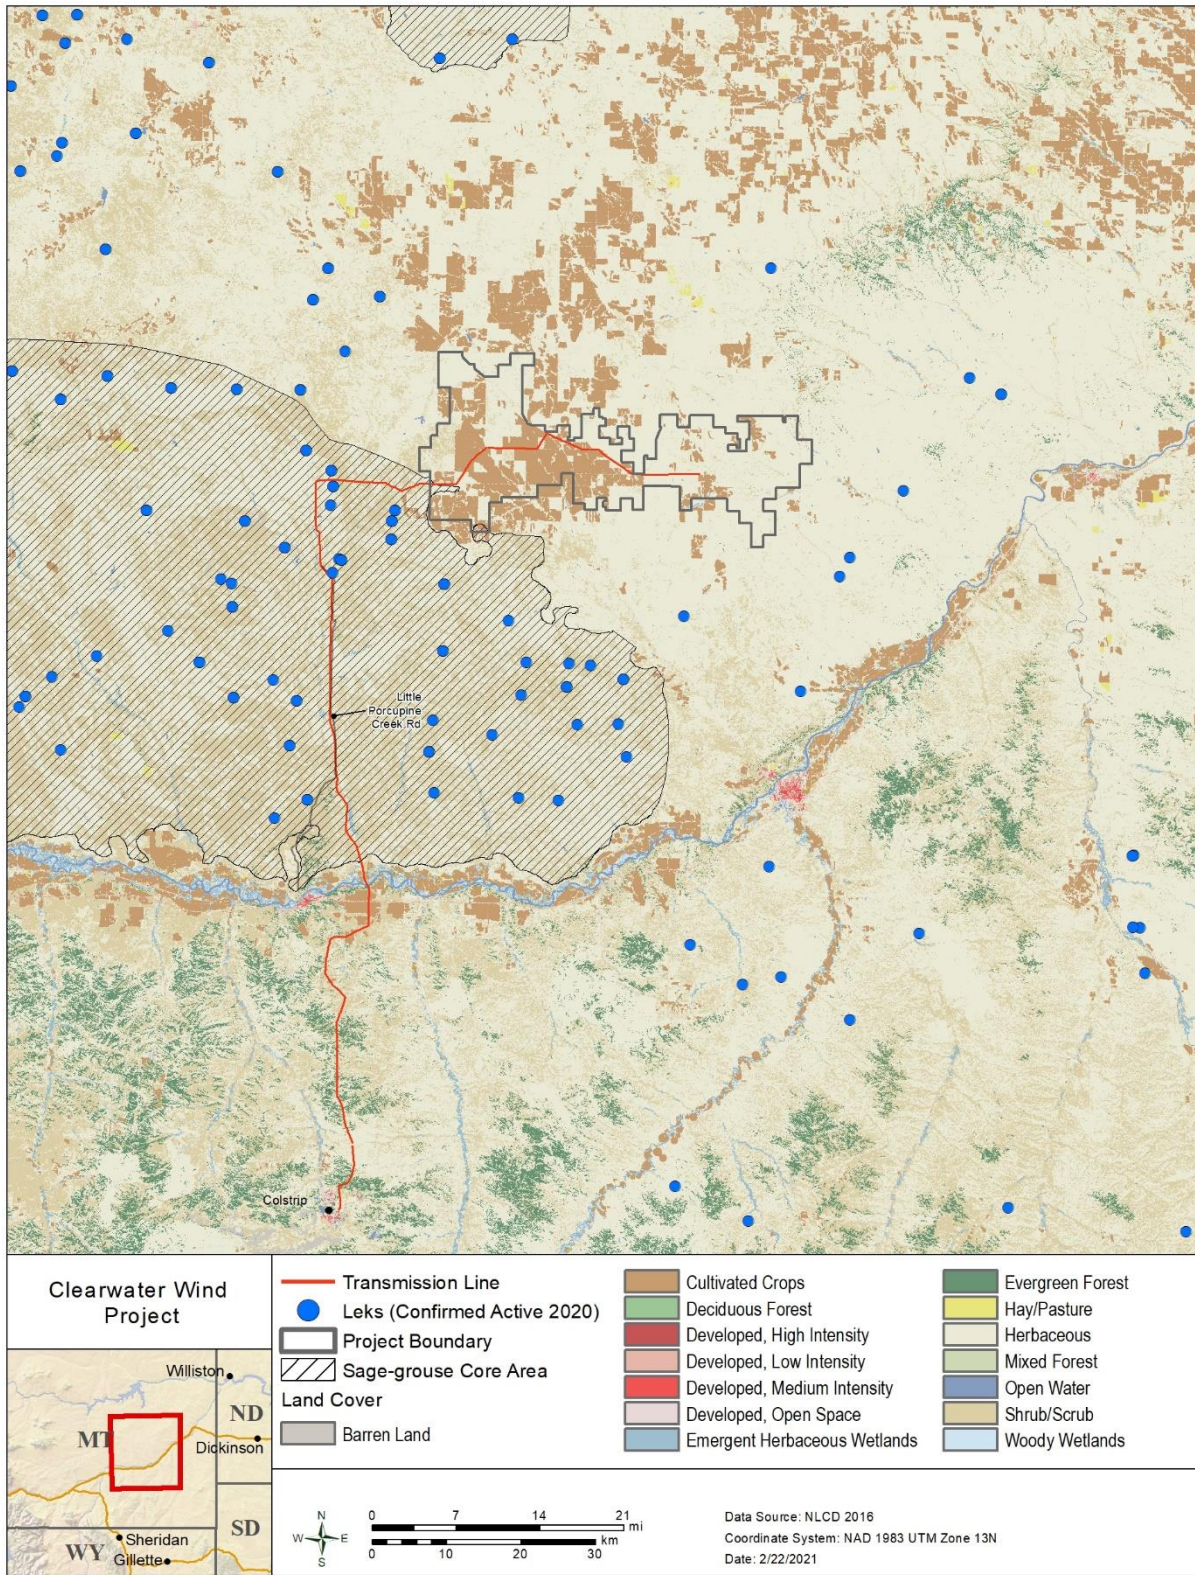 Little
Porcupine
Creek Rd
Colstrip
Clearwater Wind
Project
Williston
ND
MT
Dickinson
SD
Sheridan
WY
Gillette
Transmission Line
Leks (Confirmed Active 2020)
Project Boundary
Sage-grouse Core Area
Land Cover
Barren Land
Cultivated Crops
Deciduous Forest
Developed, High Intensity
Developed, Low Intensity
Developed, Medium Intensity
Developed, Open Space
Emergent Herbaceous Wetlands
Evergreen Forest
Hay/Pasture
Herbaceous
Mixed Forest
Open Water
Shrub/Scrub
Woody Wetlands
N
W E
S
0 7 14 21
mi
km
0 10 20 30
Data Source: NLCD 2016
Coordinate System: NAD 1983 UTM Zone 13N
Date: 2/22/2021